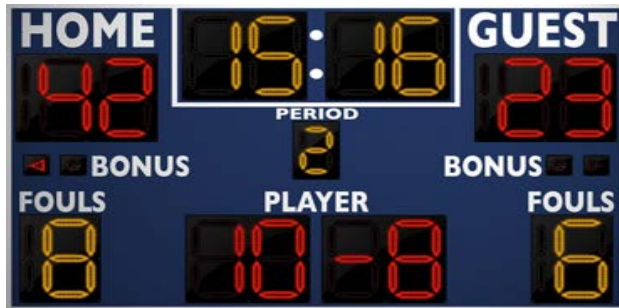 HOME 15:16 GUEST
42 23
PERIOD
2
BONUS BONUS
FOULS PLAYER FOULS
8 10 -8 6